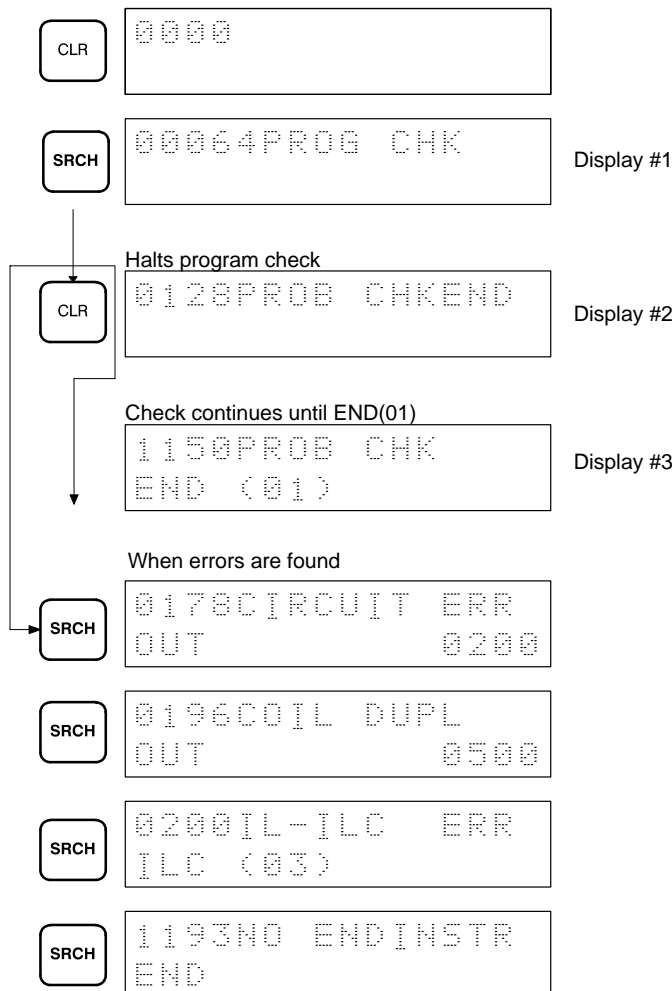 CLR
0000
SRCH
00064PROG CHK
Display #1
Halts program check
CLR
0128PROB CHKEND
Display #2
Check continues until END(01)
1150PROB CHK
END (01)
Display #3
When errors are found
SRCH
0178CIRCUIT ERR
OUT 0200
SRCH
0196COIL DUPL
OUT 0500
SRCH
0200IL-ILC ERR
ILC (03)
SRCH
1193NO ENDINSTR
END